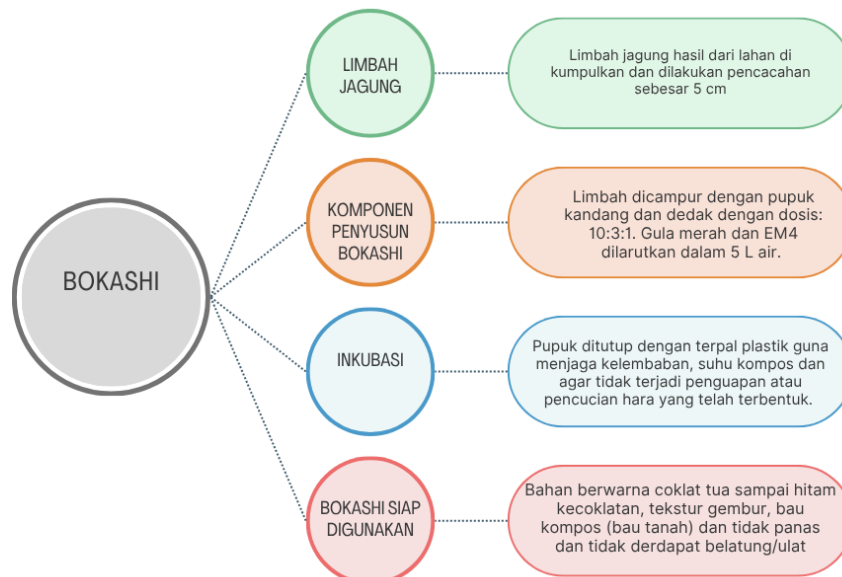 BOKASHI
LIMBAH
JAGUNG
Limbah jagung hasil dari lahan di
kumpulkan dan dilakukan pencacahan
sebesar 5 cm
KOMPONEN
PENYUSUN
BOKASHI
Limbah dicampur dengan pupuk
kandang dan dedak dengan dosis:
10:3:1. Gula merah dan EM4
dilarutkan dalam 5 L air.
INKUBASI
Pupuk ditutup dengan terpal plastik guna
menjaga kelembaban, suhu kompos dan
agar tidak terjadi penguapan atau
pencucian hara yang telah terbentuk.
BOKASHI SIAP
DIGUNAKAN
Bahan berwarna coklat tua sampai hitam
kecoklatan, tekstur gembur, bau
kompos (bau tanah) dan tidak panas
dan tidak derdapat belatung/ulat